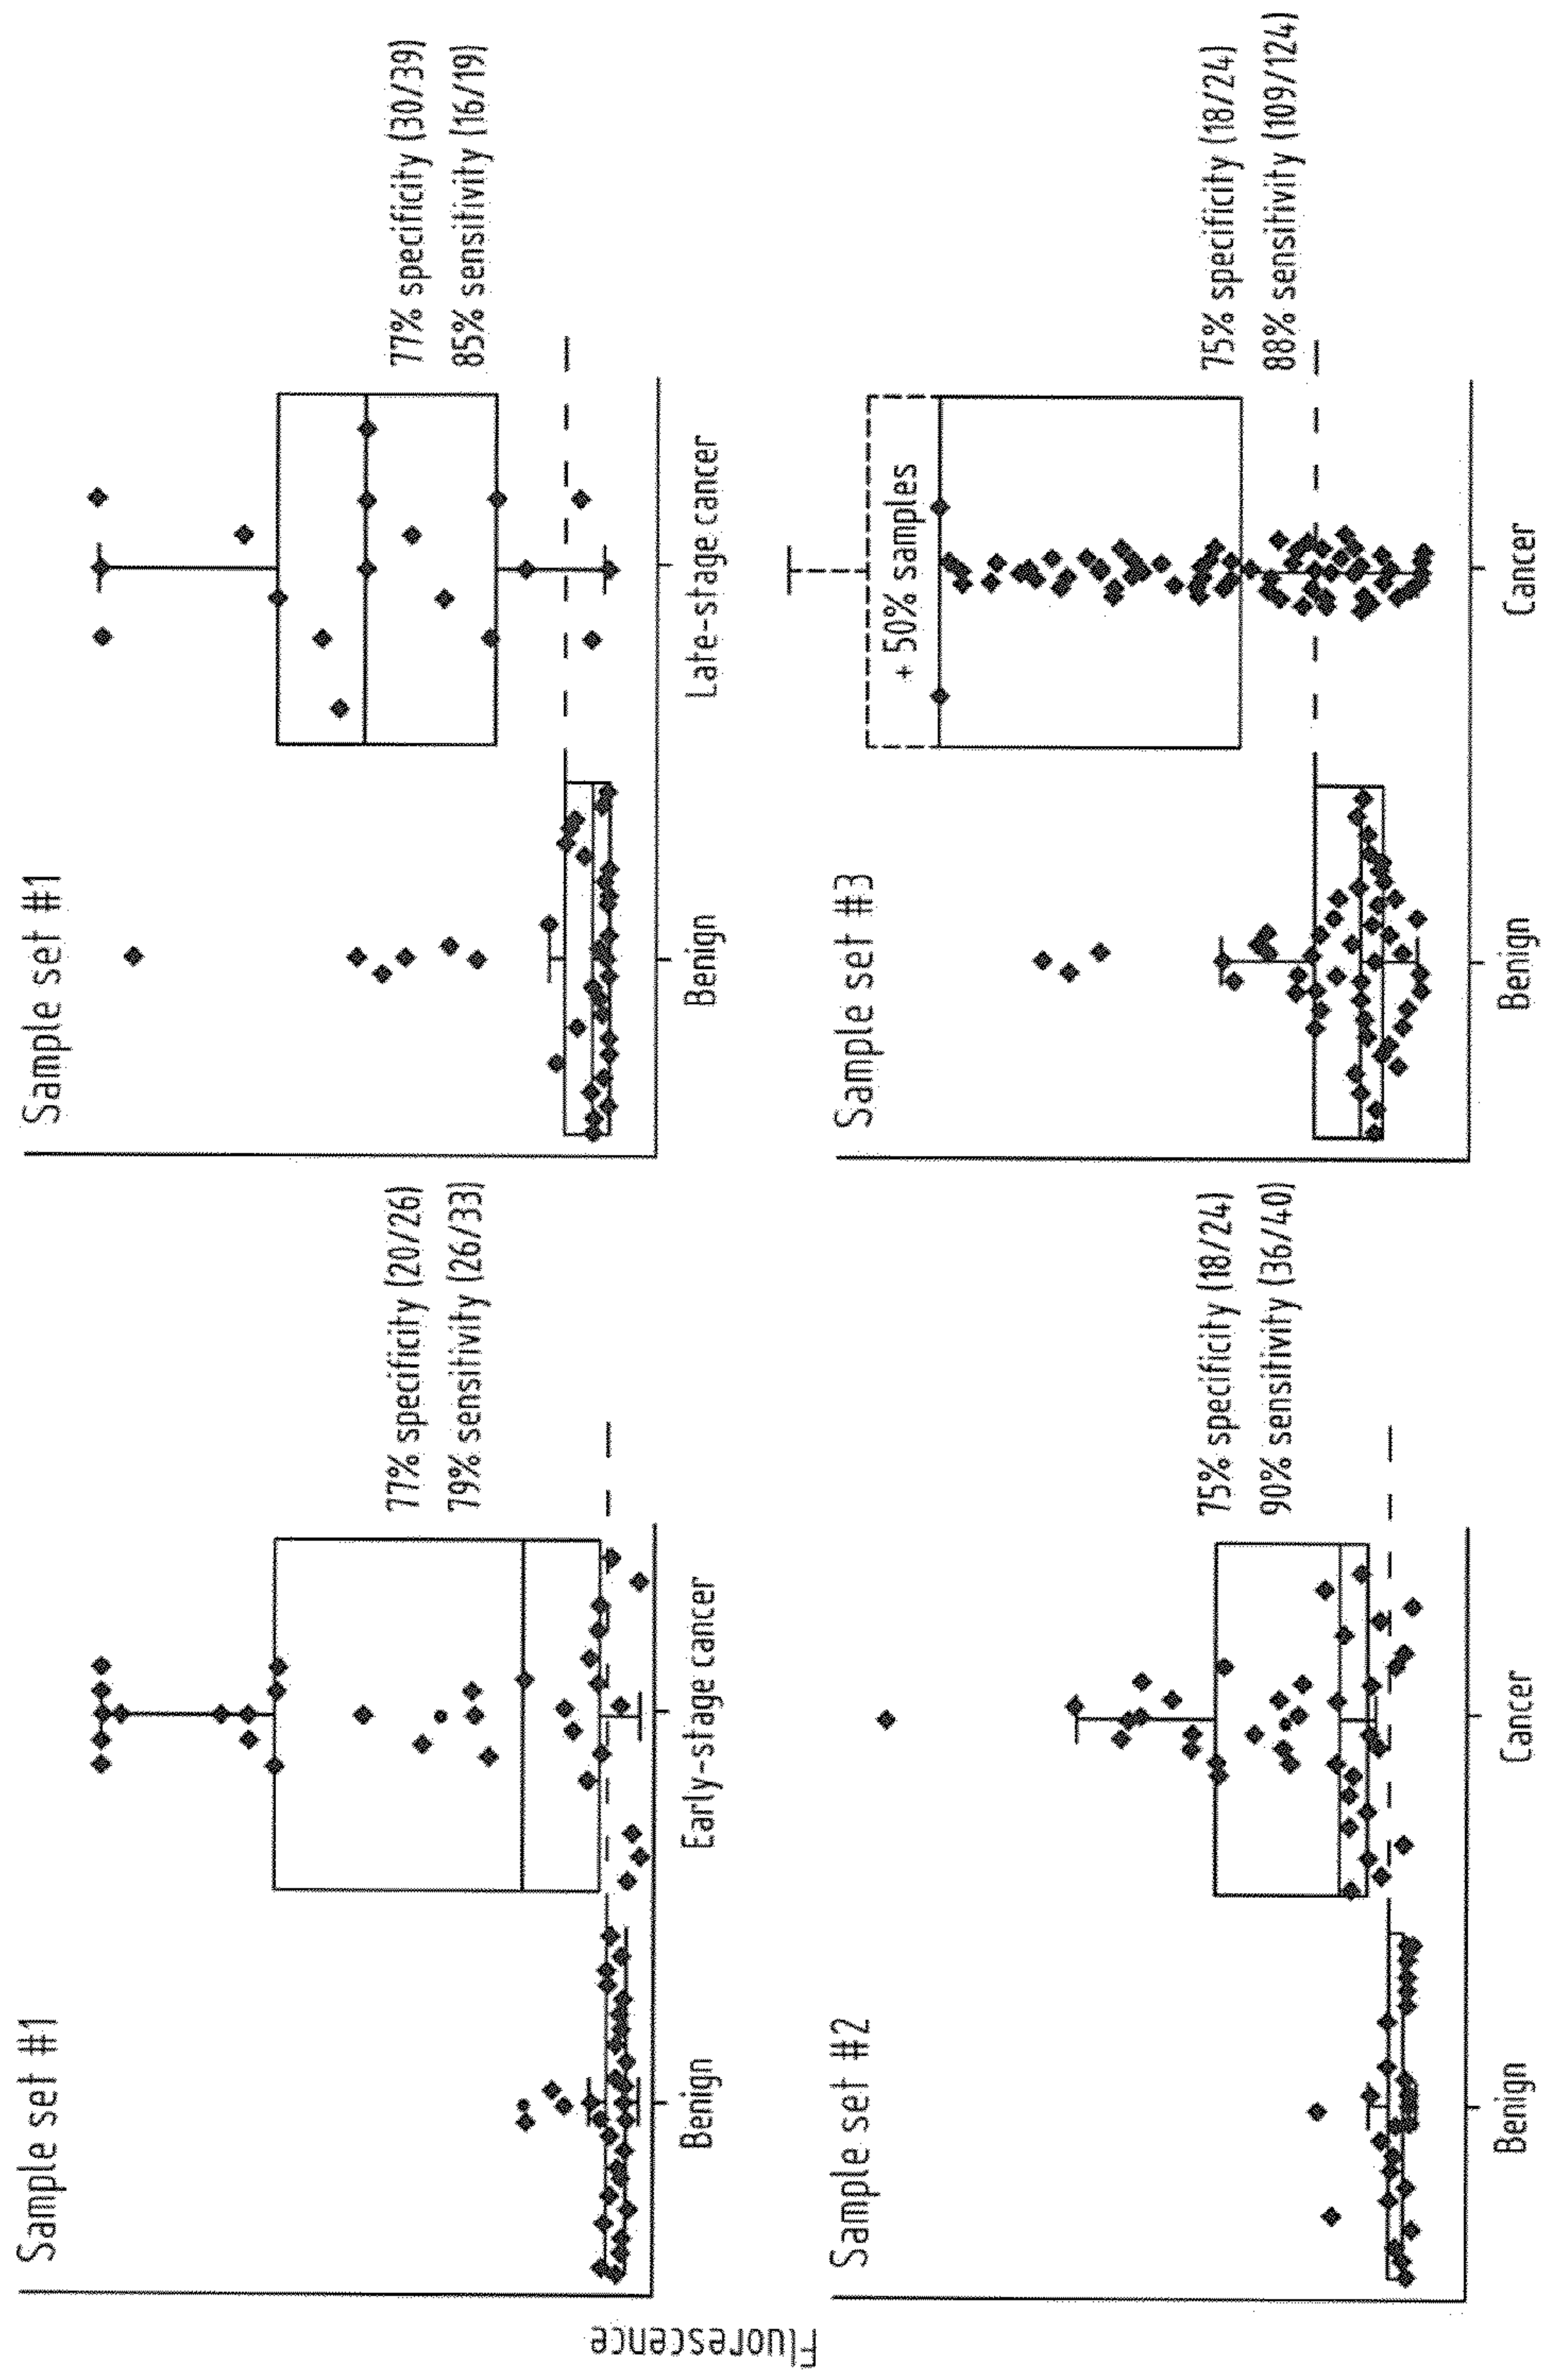 Sample set #1
77% specificity (20/26)
79% sensitivity (26/33)
Benign
Early-stage cancer
Sample set #1
77% specificity (30/39)
85% sensitivity (16/19)
Benign
Late-stage cancer
Fluorescence
Sample set #2
75% specificity (18/24)
90% sensitivity (36/40)
Benign
Cancer
Sample set #3
+ 50% samples
75% specificity (18/24)
88% sensitivity (109/124)
Benign
Cancer